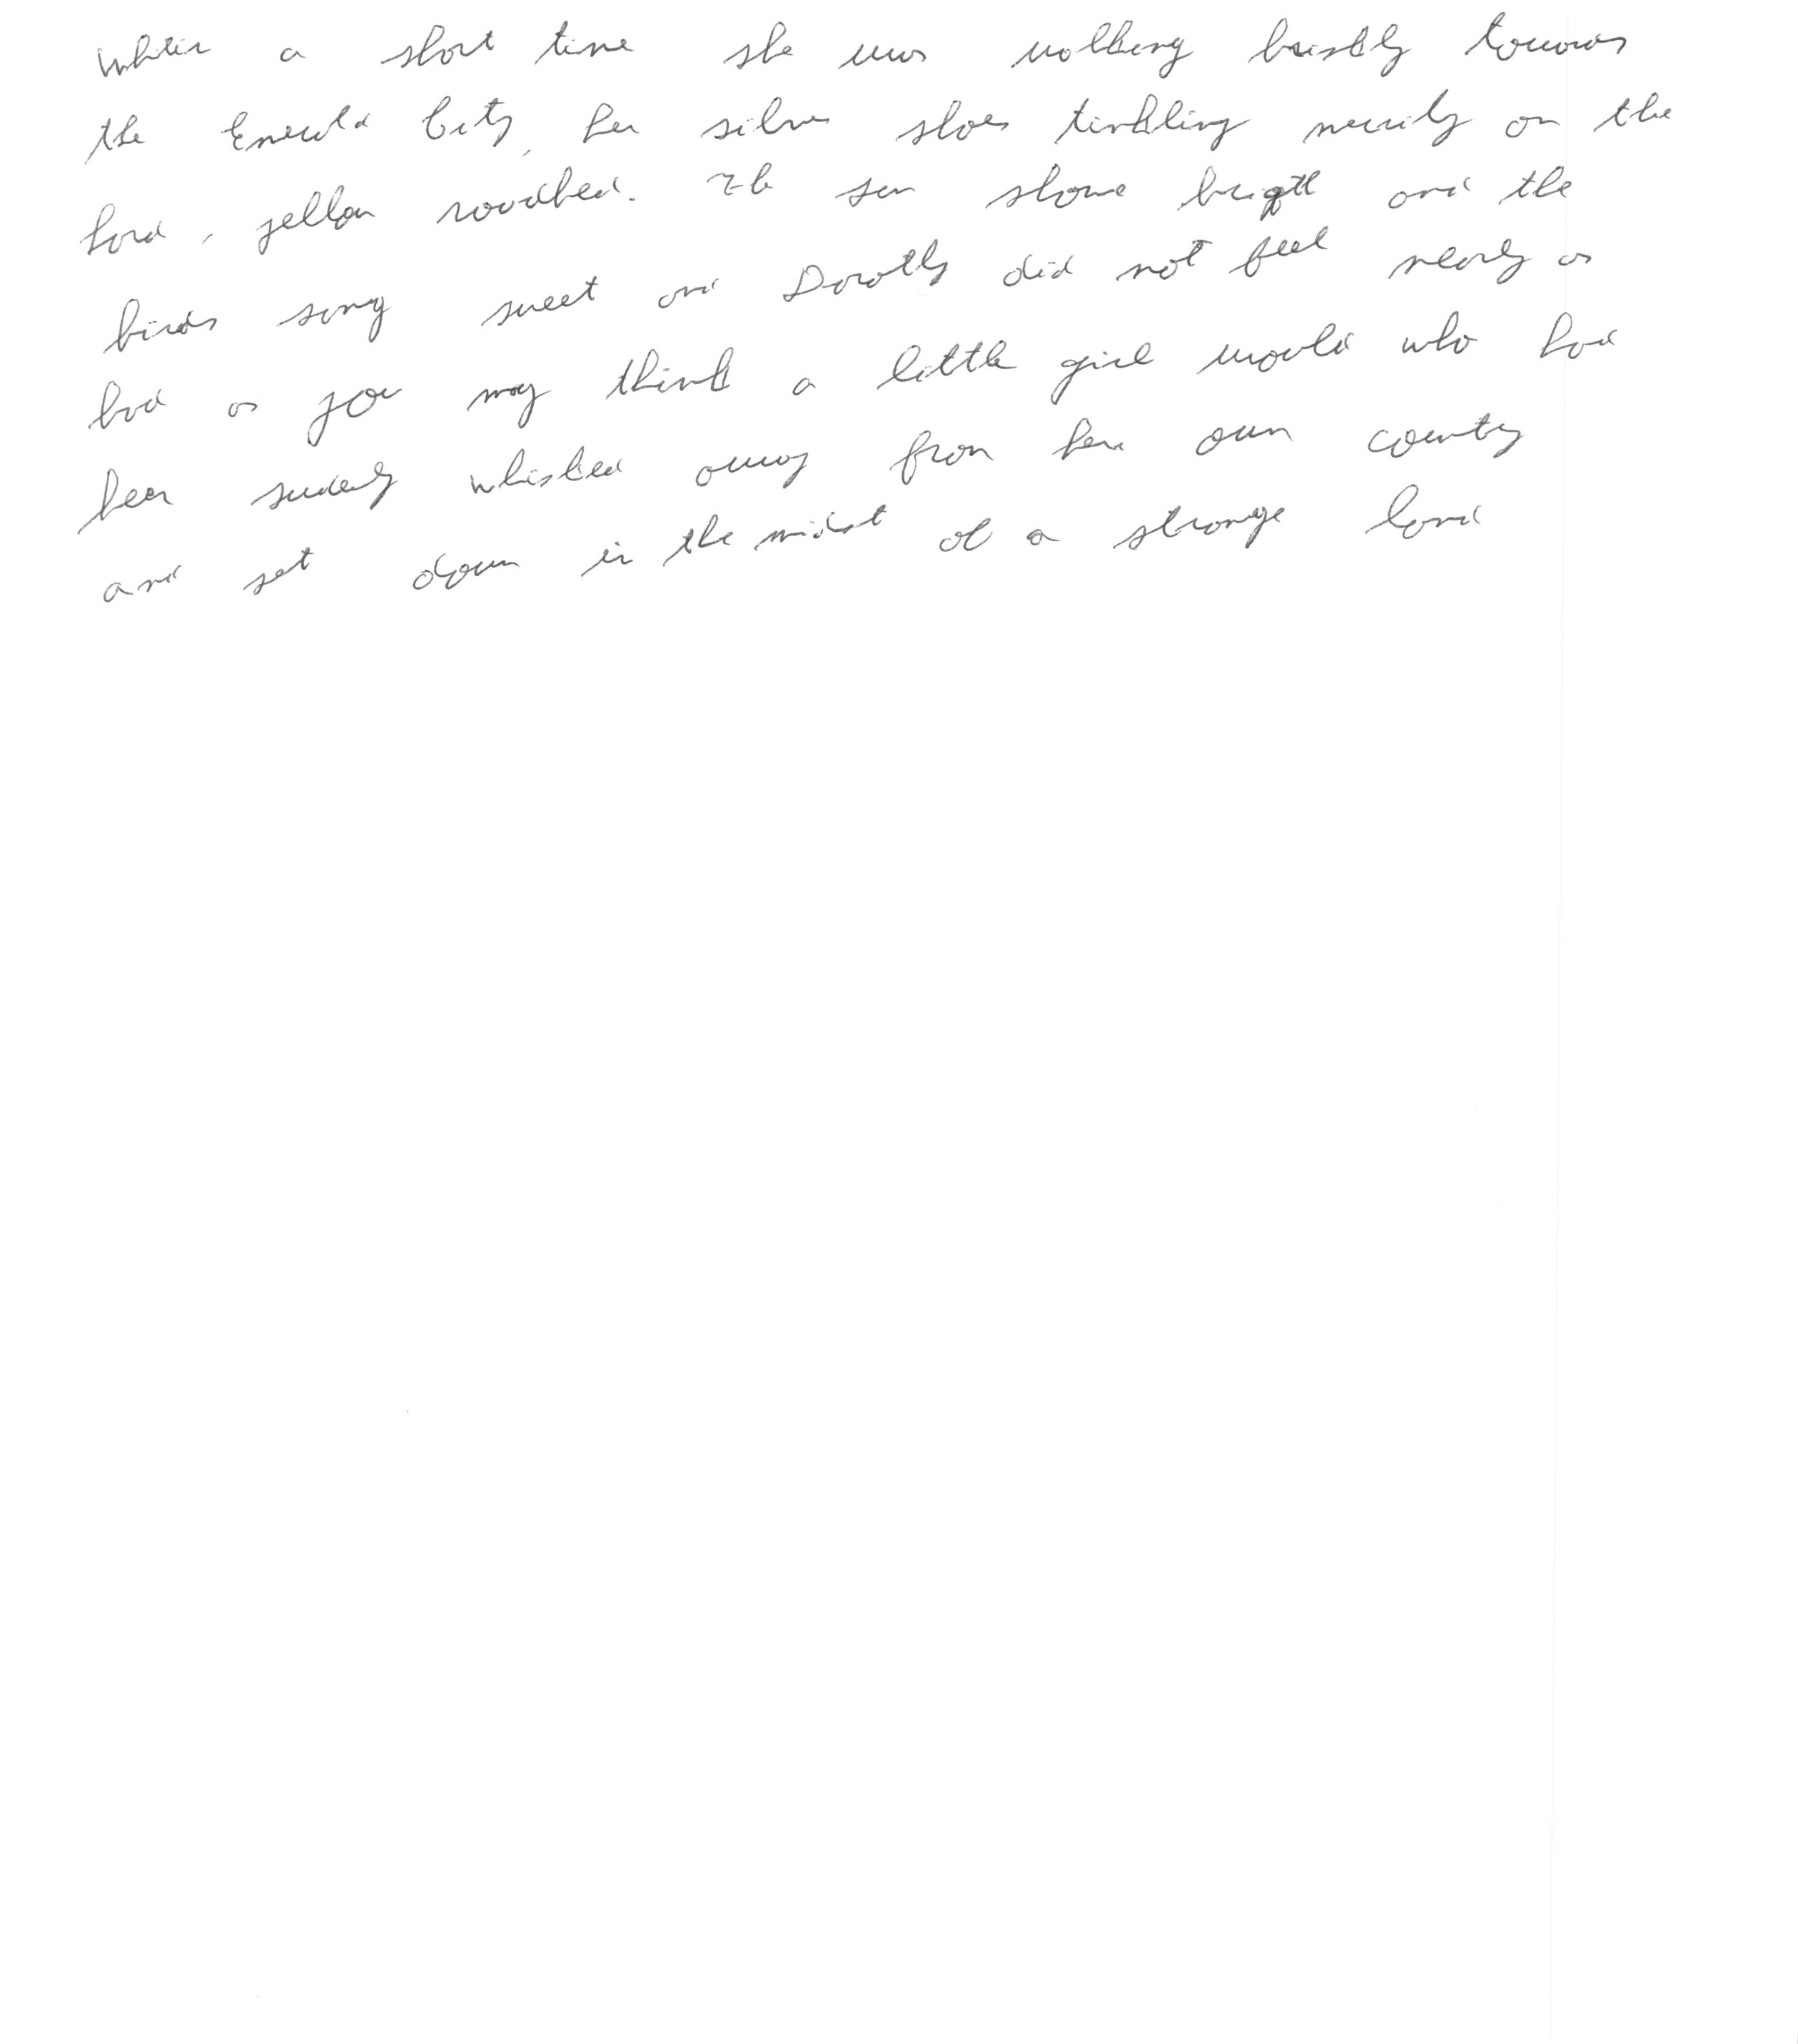 Within a short time she was walking briskly towards
the Emerald City, her silver shoes tinkling merrily on the
hard, yellow roadbed. The sun shone bright and the
birds sang sweet and Dorothy did not feel nearly as
bad as you may think a little girl would who had
been suddenly whisked away from her own country
and set down in the midst of a strange land